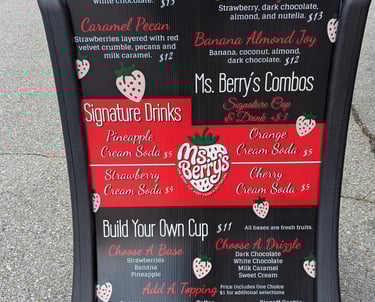 white chocolate. $15
Strawberry, dark chocolate,
almond, and nutella. $15
Caramel Pecan
Strawberries layered with red
velvet crumble, pecans and
milk caramel. $12
Banana Almond Joy
Banana, coconut, almond,
dark chocolate. $12
Ms. Berry's Combos
Signature Cup
& Drink +$3
Signature Drinks
Pineapple
Cream Soda $5
Orange
Cream Soda $5
Strawberry
Cream Soda $5
Cherry
Cream Soda $5
Ms.
Berry's
Build Your Own Cup $11
All bases are fresh fruits.
Choose A Base
Strawberries
Banana
Pineapple
Choose A Drizzle
Dark Chocolate
White Chocolate
Milk Caramel
Sweet Cream
Add A Topping
Price includes One Choice
$1 for additional selections